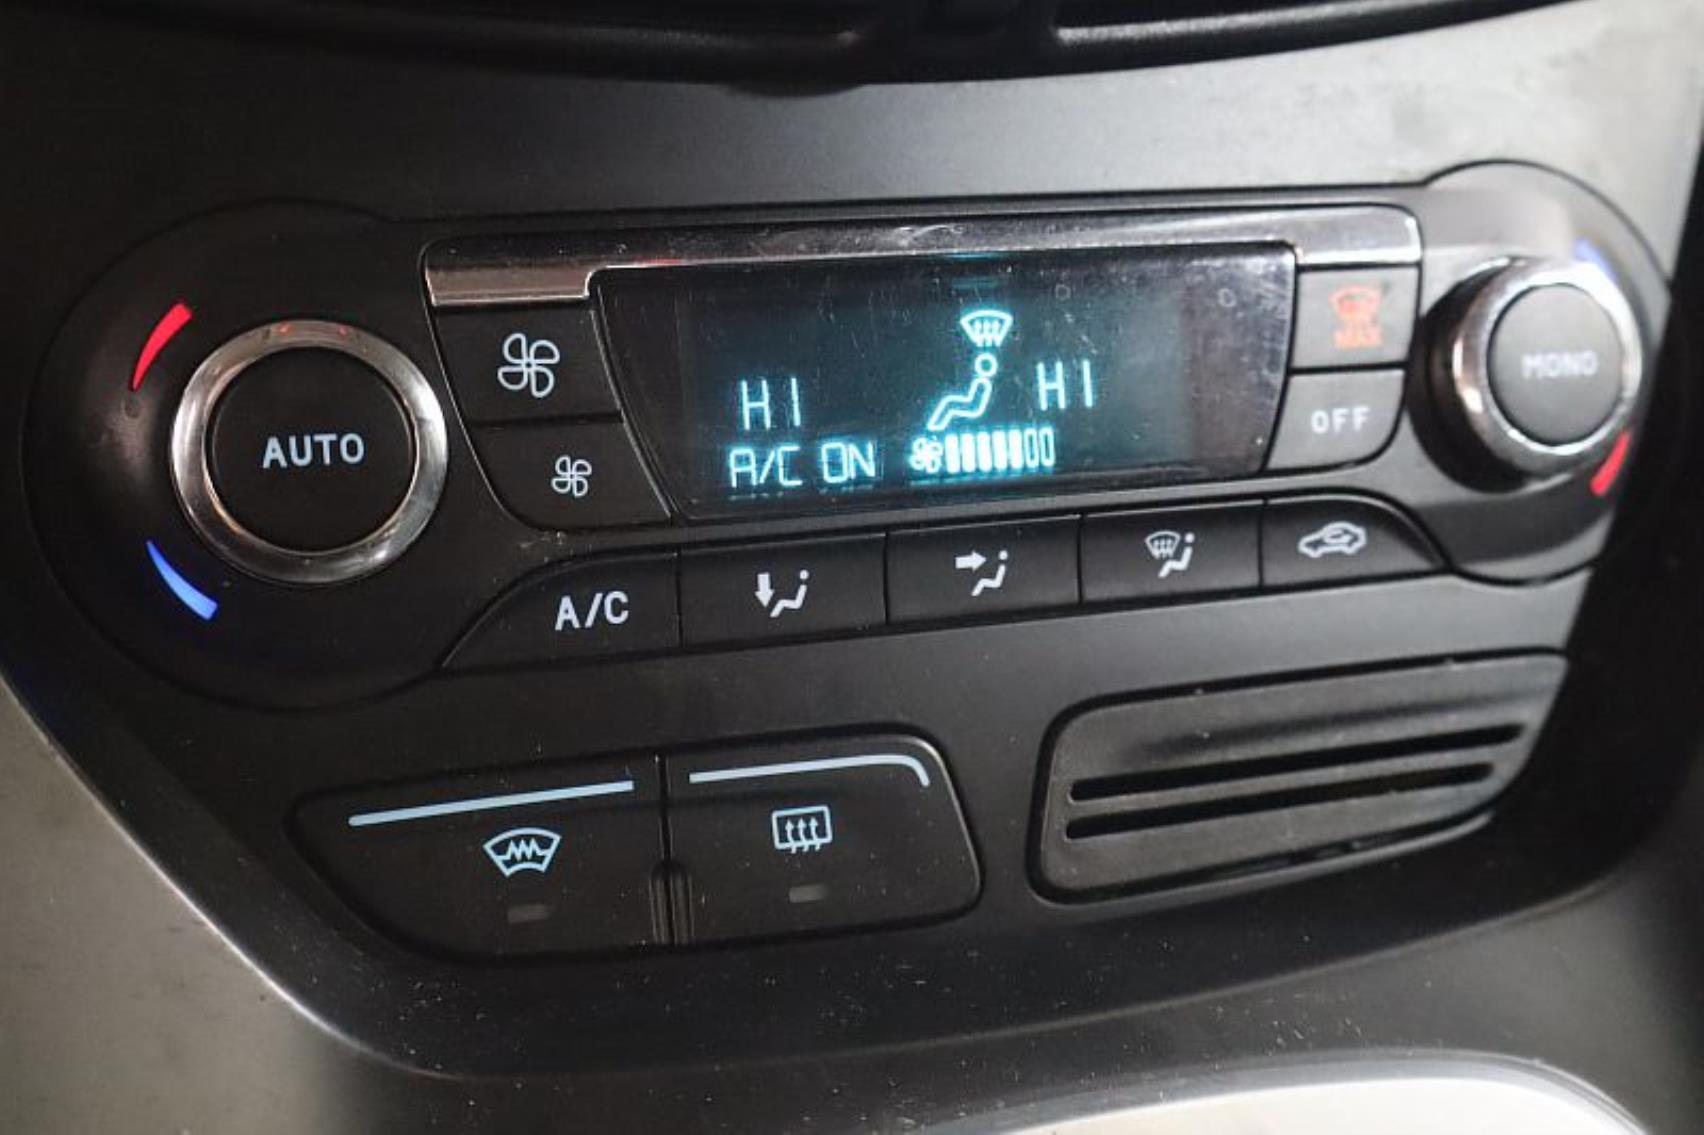 MAX
MONO
HI HI
OFF
AUTO
A/C ON
A/C